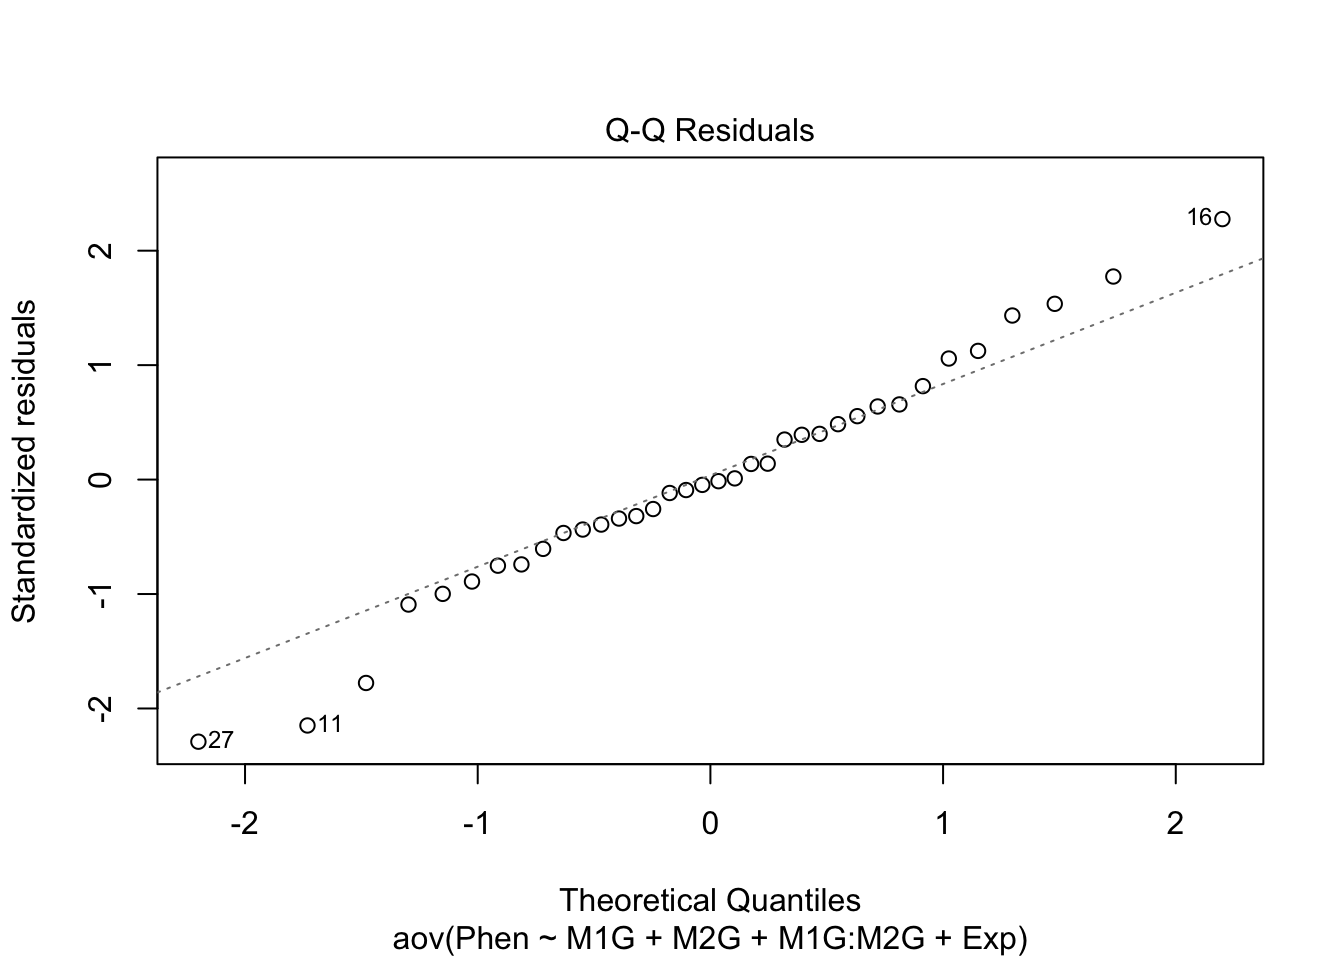 Q-Q Residuals
Standardized residuals
2
1
0
-1
-2
16
11
27
-2 -1 0 1 2
Theoretical Quantiles
aov(Phen ~ M1G + M2G + M1G:M2G + Exp)